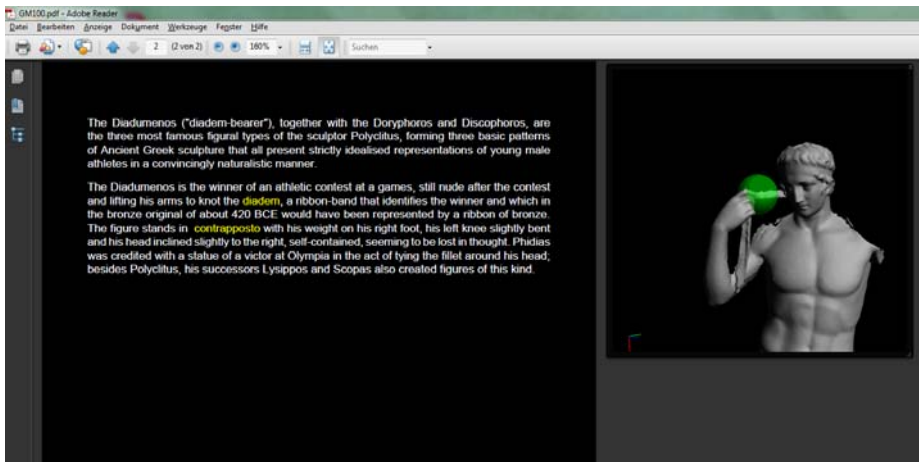 GM100.pdf - Adobe Reader
Datei Bearbeiten Anzeige Dokument Werkzeuge Fenster Hilfe
2 (2 von 2) 160% Suchen
The Diadumenos ("diadem-bearer"), together with the Doryphoros and Discophoros, are
the three most famous figural types of the sculptor Polyclitus, forming three basic patterns
of Ancient Greek sculpture that all present strictly idealised representations of young male
athletes in a convincingly naturalistic manner.
The Diadumenos is the winner of an athletic contest at a games, still nude after the contest
and lifting his arms to knot the diadem, a ribbon-band that identifies the winner and which in
the bronze original of about 420 BCE would have been represented by a ribbon of bronze.
The figure stands in contrapposto with his weight on his right foot, his left knee slightly bent
and his head inclined slightly to the right, self-contained, seeming to be lost in thought. Phidias
was credited with a statue of a victor at Olympia in the act of tying the fillet around his head;
besides Polyclitus, his successors Lysippos and Scopas also created figures of this kind.